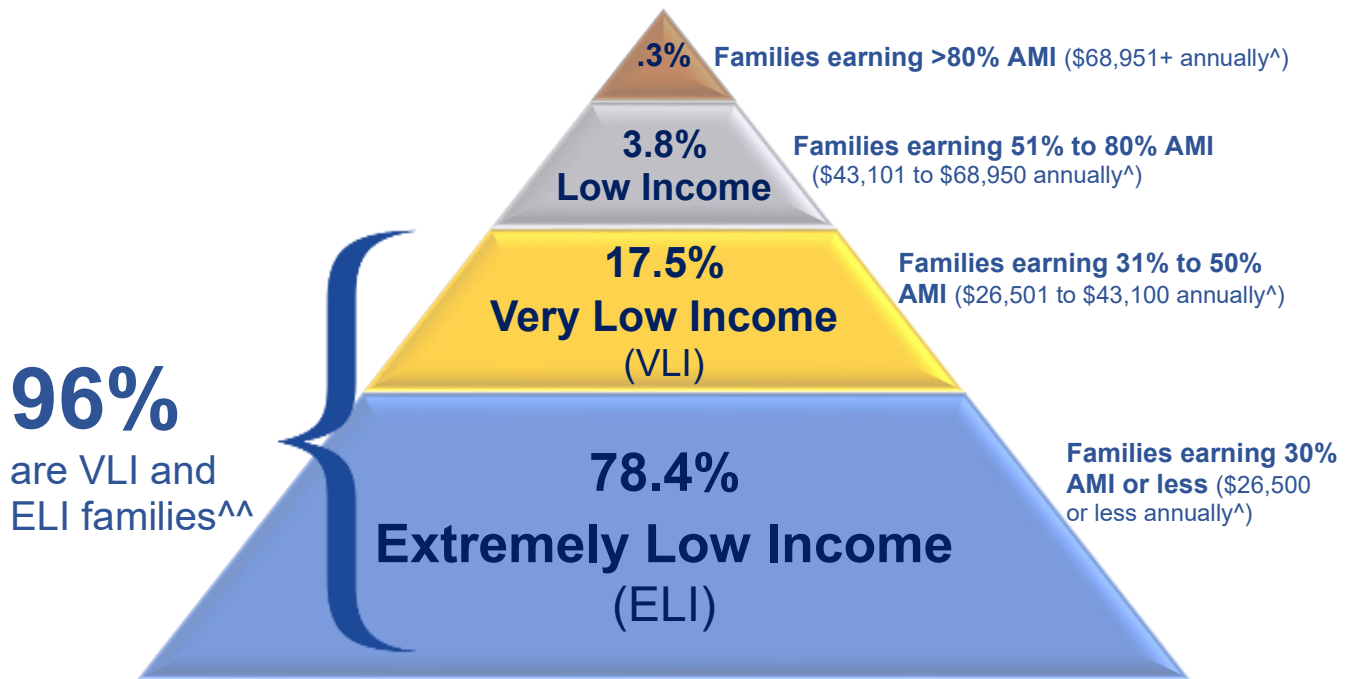 .3%
Families earning >80% AMI ($68,951+ annually^)
3.8%
Low Income
Families earning 51% to 80% AMI
($43,101 to $68,950 annually^)
17.5%
Very Low Income
(VLI)
Families earning 31% to 50%
AMI ($26,501 to $43,100 annually^)
96%
are VLI and
ELI families^^
78.4%
Extremely Low Income
(ELI)
Families earning 30%
AMI or less ($26,500
or less annually^)